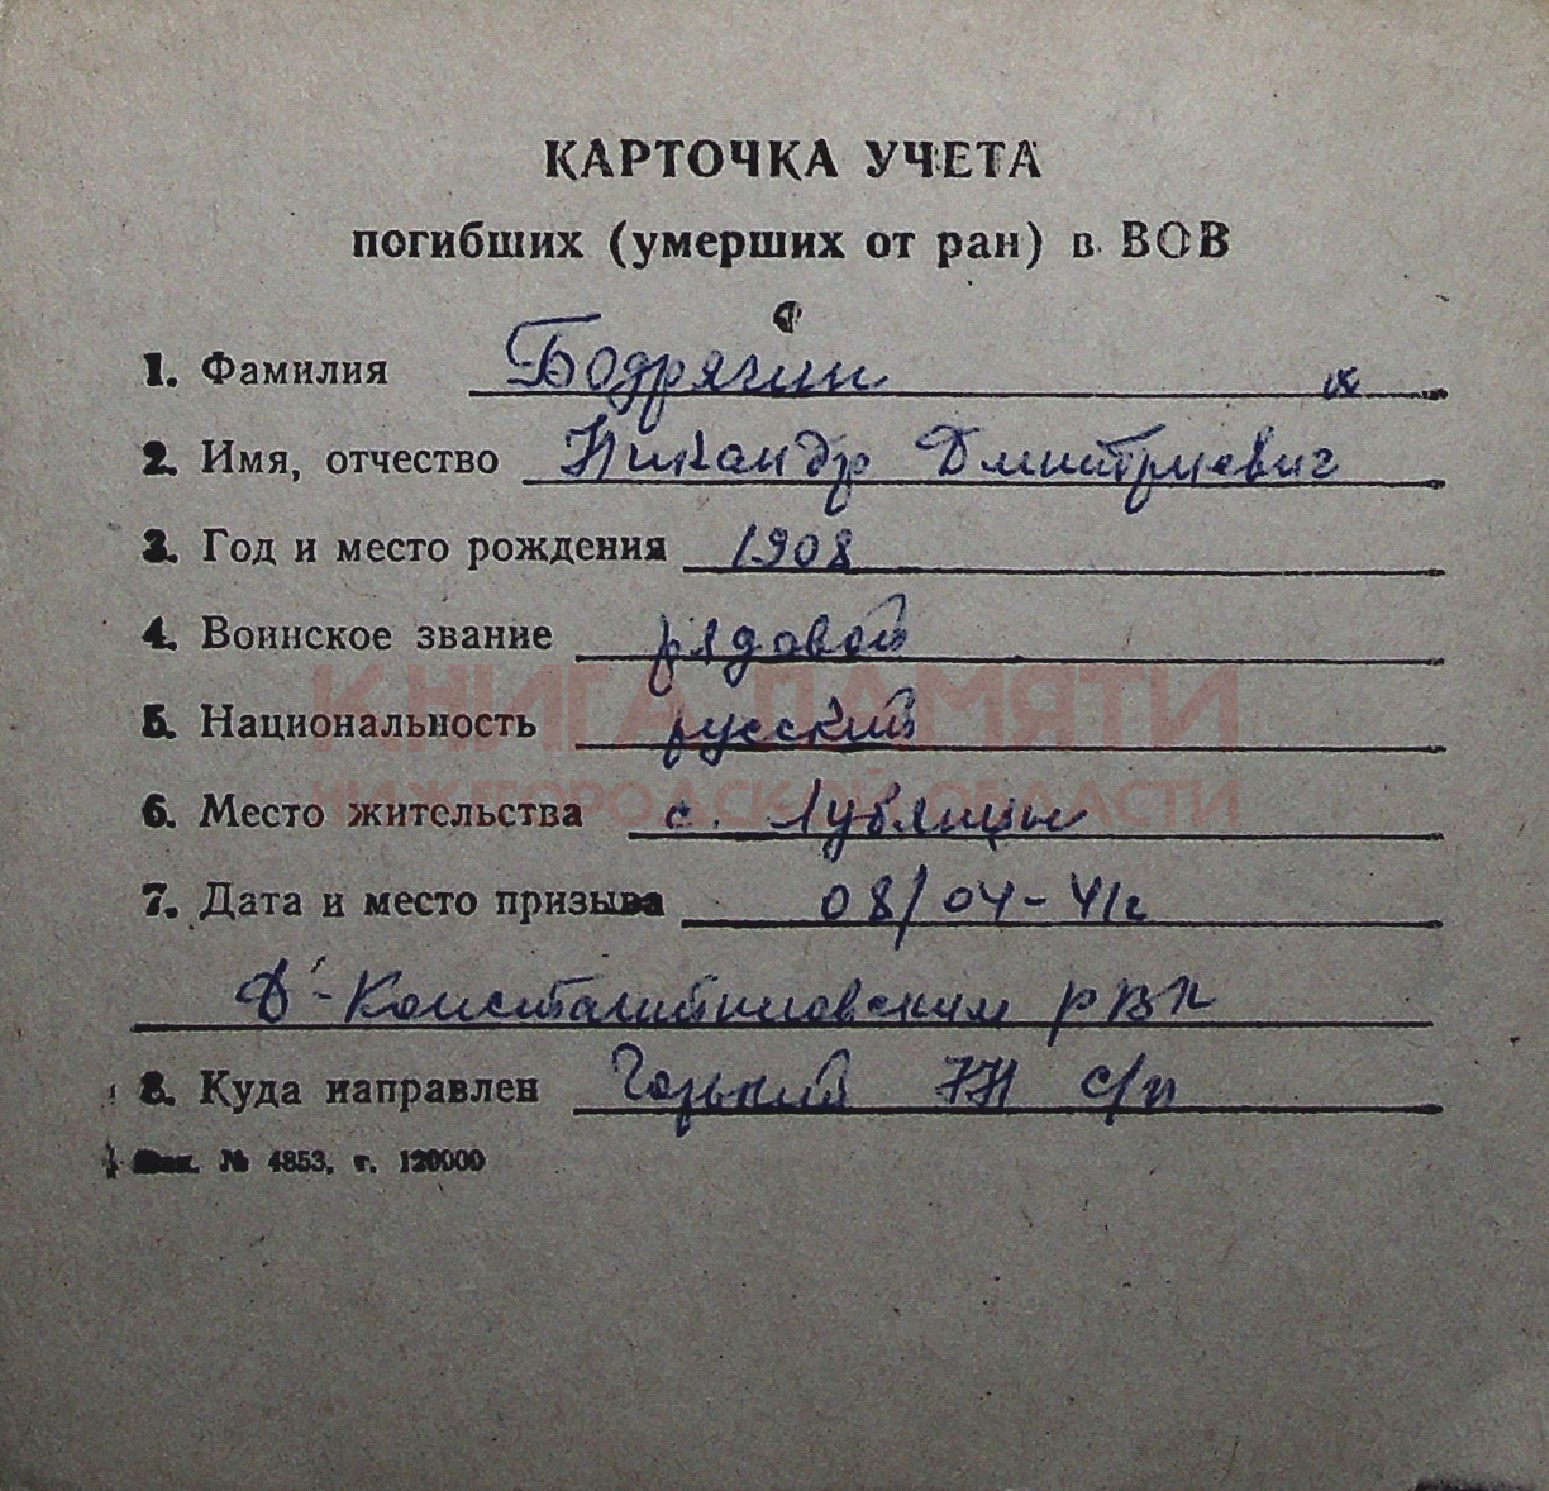 КАРТОЧКА УЧЕТА
погибших (умерших от ран) в ВОВ
1. Фамилия Бодрягин
2. Имя, отчество Никандр Дмитриевич
3. Год и место рождения 1908
4. Воинское звание рядовой
5. Национальность русский
КНИГА ПАМЯТИ
НИЖЕГОРОДСКОЙ ОБЛАСТИ
6. Место жительства с. Лубянцы
7. Дата и место призыва 08/04-41г
Д-Константиновским РВК
8. Куда направлен Горький с/п
№ 4853, т. 120000